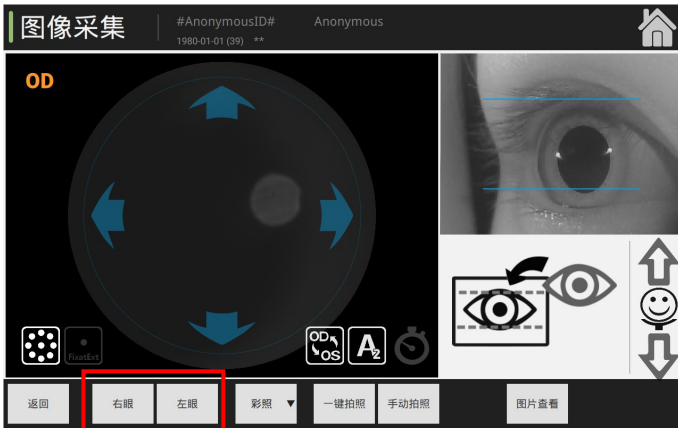 图像采集
#AnonymousID# Anonymous
1980-01-01 (39) **
OD
FixatExt
OD
OS
A2
返回 右眼 左眼 彩照 ▼ 一键拍照 手动拍照 图片查看